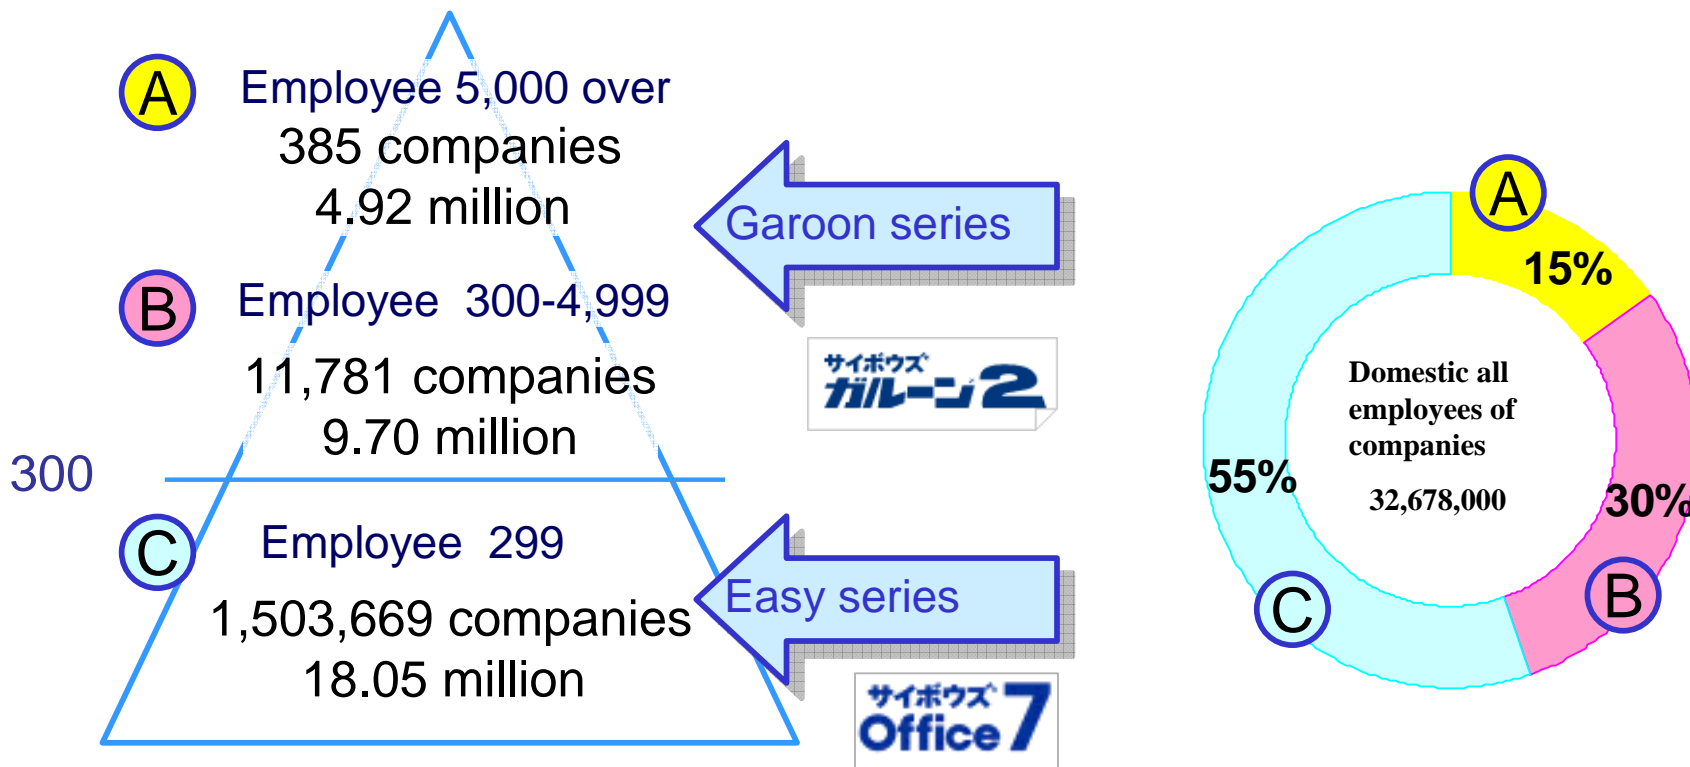 A
Employee 5,000 over
385 companies
4.92 million
B
Employee 300-4,999
11,781 companies
9.70 million
300
C
Employee 299
1,503,669 companies
18.05 million
Garoon series
サイボウズ
ガルーン2
Easy series
サイボウズ
Office 7
A
15%
Domestic all
employees of
companies
32,678,000
55%
30%
C
B